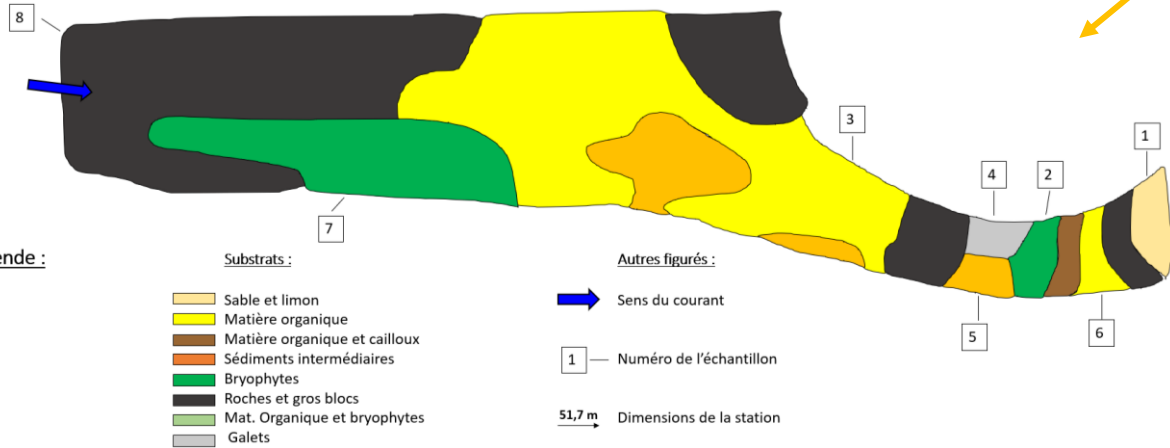 8
3
1
4
2
7
5
6
ende :
Substrats :
Sable et limon
Matière organique
Matière organique et cailloux
Sédiments intermédiaires
Bryophytes
Roches et gros blocs
Mat. Organique et bryophytes
Galets
Autres figurés :
Sens du courant
1 Numéro de l'échantillon
51,7 m Dimensions de la station